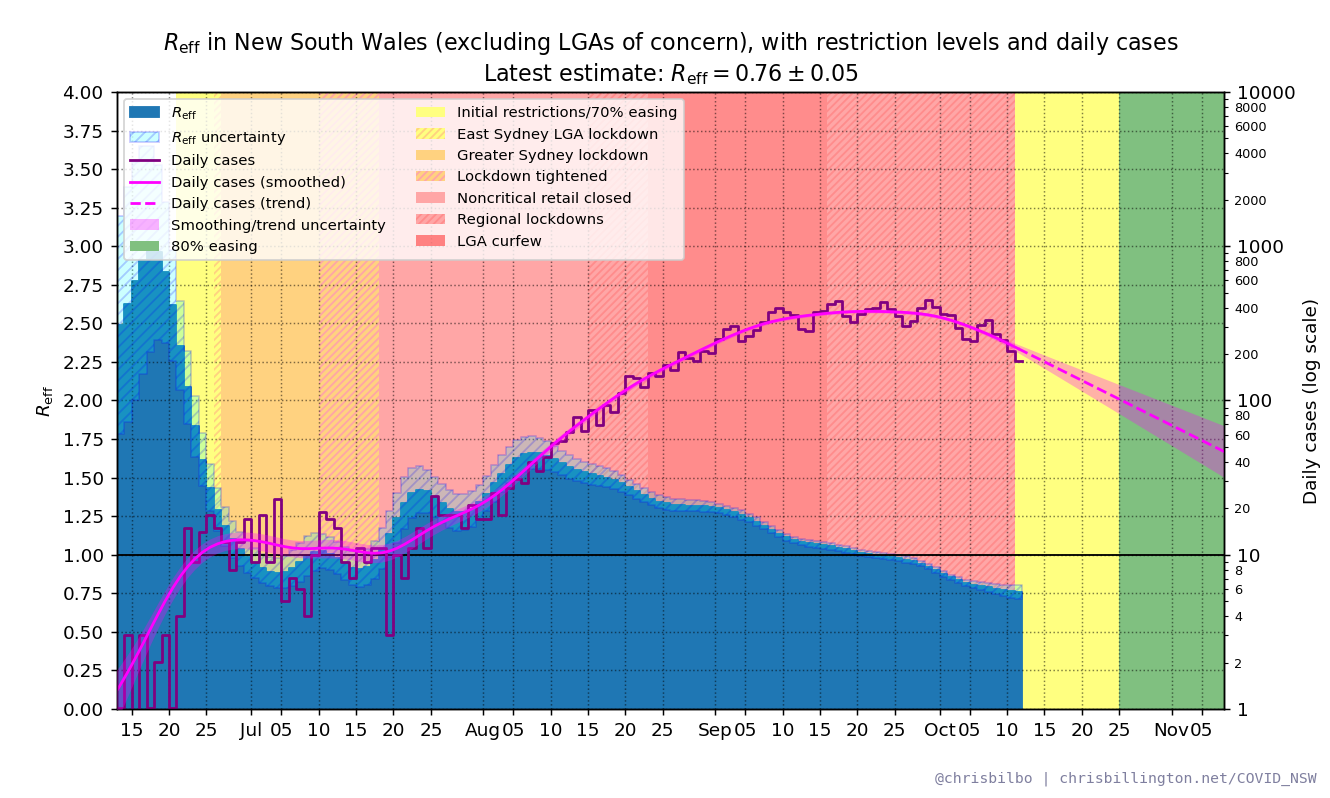 Reff in New South Wales (excluding LGAs of concern), with restriction levels and daily cases
Latest estimate: Reff = 0.76 ± 0.05
Reff
Reff uncertainty
Daily cases
Daily cases (smoothed)
Daily cases (trend)
Smoothing/trend uncertainty
80% easing
Initial restrictions/70% easing
East Sydney LGA lockdown
Greater Sydney lockdown
Lockdown tightened
Noncritical retail closed
Regional lockdowns
LGA curfew
Reff
4.00
3.75
3.50
3.25
3.00
2.75
2.50
2.25
2.00
1.75
1.50
1.25
1.00
0.75
0.50
0.25
0.00
10000
8000
6000
4000
2000
1000
800
600
400
200
100
80
60
40
20
10
8
6
4
2
1
Daily cases (log scale)
15 20 25 Jul 05 10 15 20 25 Aug 05 10 15 20 25 Sep 05 10 15 20 25 Oct 05 10 15 20 25 Nov 05
@chrisbilbo | chrisbillington.net/COVID_NSW